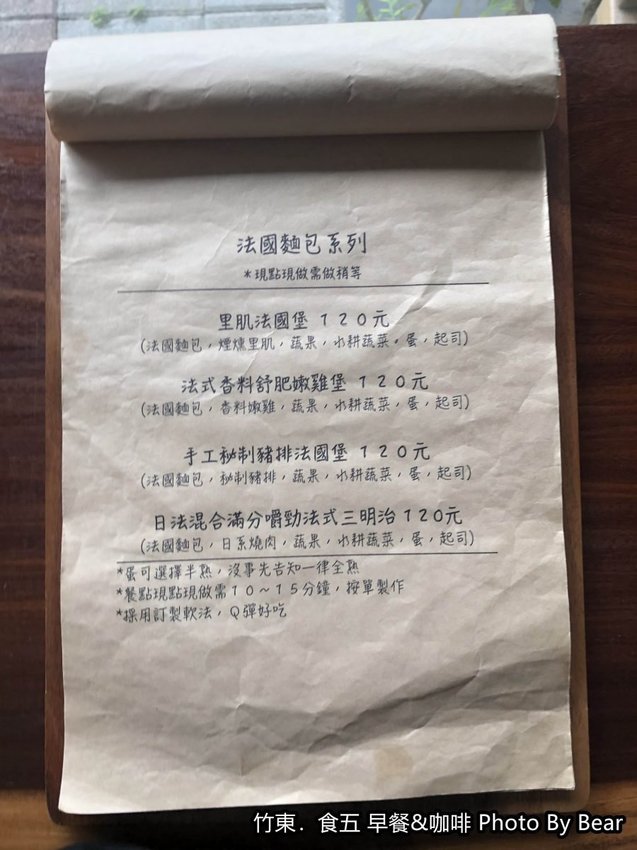 法國麵包系列
*現點現做需做稍等
里肌法國堡 120元
(法國麵包，煙燻里肌，蔬果，水耕蔬菜，蛋，起司)
法式香料舒肥嫩雞堡 120元
(法國麵包，香料嫩雞，蔬果，水耕蔬菜，蛋，起司)
手工祕制豬排法國堡 120元
(法國麵包，祕制豬排，蔬果，水耕蔬菜，蛋，起司)
日法混合滿分嚼勁法式三明治120元
(法國麵包，日系燒肉，蔬果，水耕蔬菜，蛋，起司)
*蛋可選擇半熟，沒事先告知一律全熟
*餐點現點現做需10～15分鐘，按單製作
*採用訂製軟法，Q彈好吃
竹東．食五 早餐&咖啡 Photo By Bear